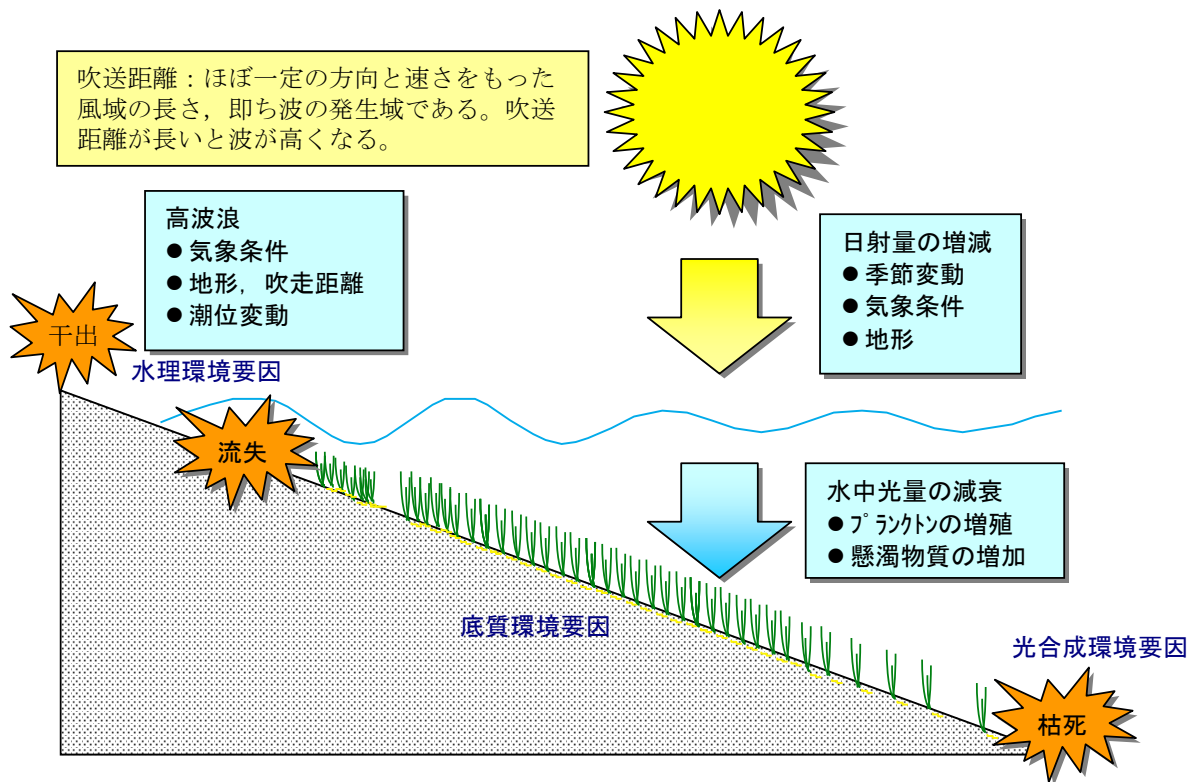 吹送距離：ほぼ一定の方向と速さをもった
風域の長さ，即ち波の発生域である。吹送
距離が長いと波が高くなる。
高波浪
●気象条件
●地形，吹走距離
●潮位変動
日射量の増減
●季節変動
●気象条件
●地形
干出
水理環境要因
流失
水中光量の減衰
●プランクトンの増殖
●懸濁物質の増加
底質環境要因
光合成環境要因
枯死